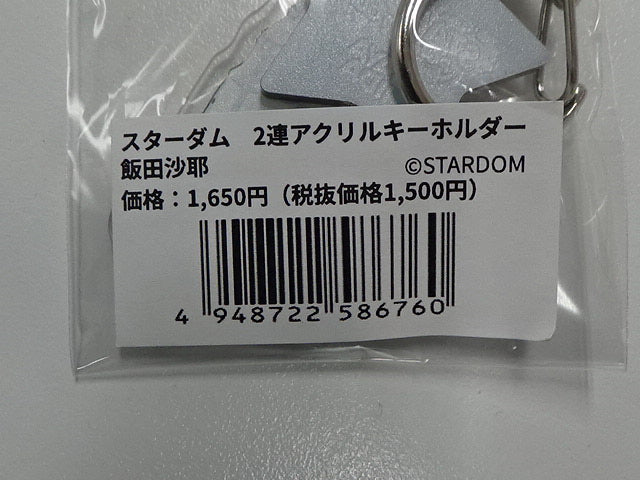 スターダム　2連アクリルキーホルダー
飯田沙耶　©STARDOM
価格：1,650円（税抜価格1,500円）
4 948722 586760